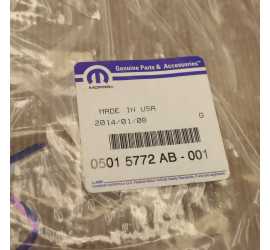 Genuine Parts & Accessories
MOPAR
MADE IN USA
2014/01/08 G
0501 5772 AB - 001